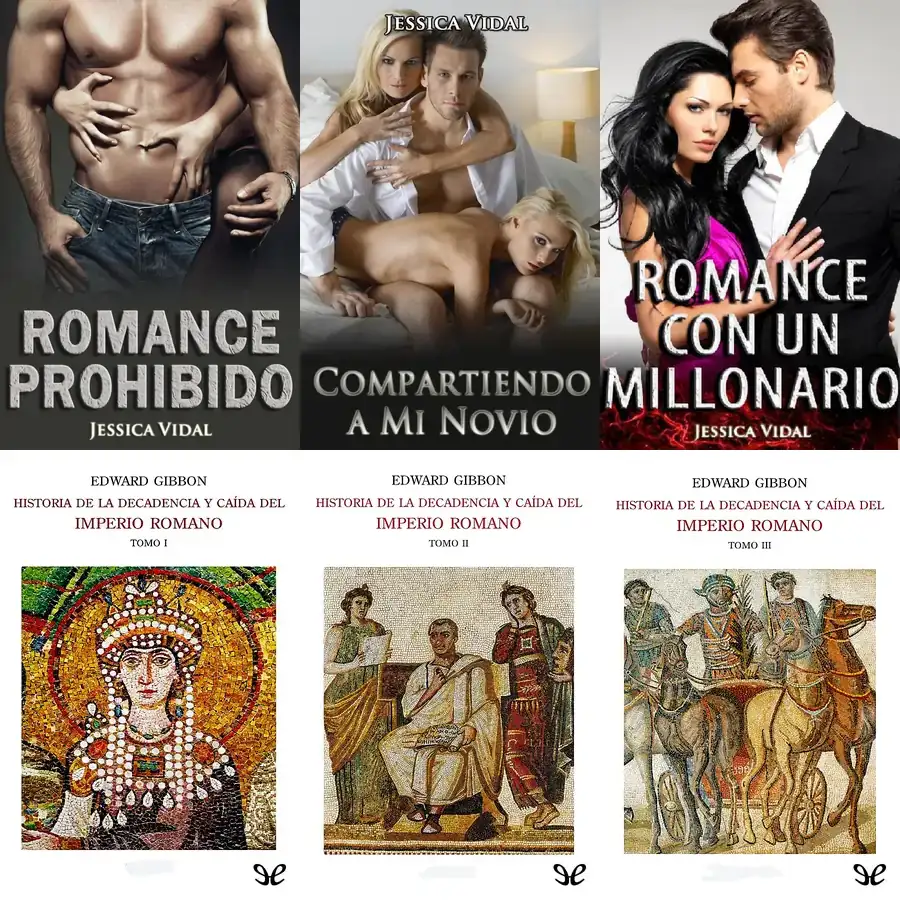 ROMANCE
PROHIBIDO
JESSICA VIDAL
JESSICA VIDAL
COMPARTIENDO
A MI NOVIO
ROMANCE
CON UN
MILLONARIO
JESSICA VIDAL
EDWARD GIBBON
HISTORIA DE LA DECADENCIA Y CAÍDA DEL
IMPERIO ROMANO
TOMO I
EDWARD GIBBON
HISTORIA DE LA DECADENCIA Y CAÍDA DEL
IMPERIO ROMANO
TOMO II
EDWARD GIBBON
HISTORIA DE LA DECADENCIA Y CAÍDA DEL
IMPERIO ROMANO
TOMO III